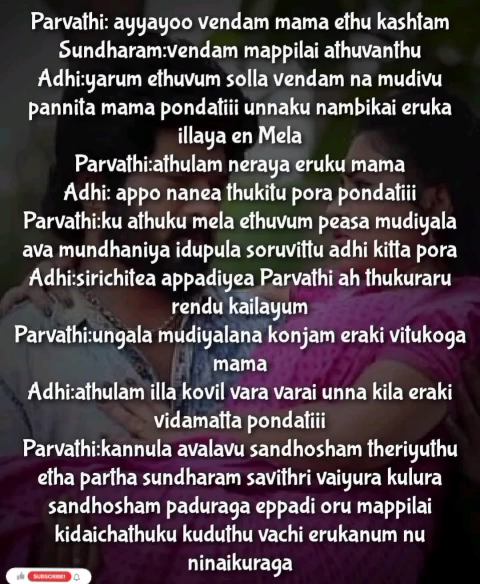 Parvathi: ayyayoo vendam mama ethu kashtam
Sundharam:vendam mappilai athuvanthu
Adhi:yarum ethuvum solla vendam na mudivu
pannita mama pondatiii unnaku nambikai eruka
illaya en Mela
Parvathi:athulam neraya eruku mama
Adhi: appo nanea thukitu pora pondatiii
Parvathi:ku athuku mela ethuvum peasa mudiyala
ava mundhaniya idupula soruvittu adhi kitta pora
Adhi:sirichitea appadiyea Parvathi ah thukuraru
rendu kailayum
Parvathi:ungala mudiyalana konjam eraki vitukoga
mama
Adhi:athulam illa kovil vara varai unna kila eraki
vidamatta pondatiii
Parvathi:kannula avalavu sandhosham theriyuthu
etha partha sundharam savithri vaiyura kulura
sandhosham paduraga eppadi oru mappilai
kidaichathuku kuduthu vachi erukanum nu
ninaikuraga
SUBSCRIBE!